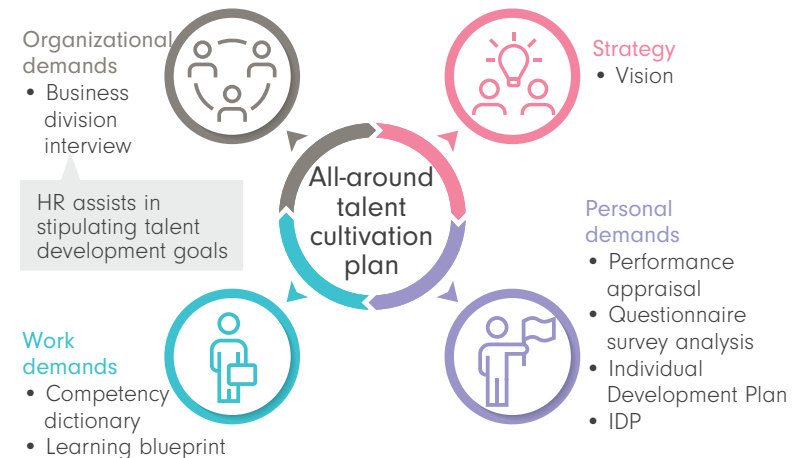 Organizational
demands
• Business
division
interview
HR assists in
stipulating talent
development goals
Strategy
• Vision
All-around
talent
cultivation
plan
Work
demands
• Competency
dictionary
• Learning blueprint
Personal
demands
• Performance
appraisal
• Questionnaire
survey analysis
• Individual
Development Plan
• IDP